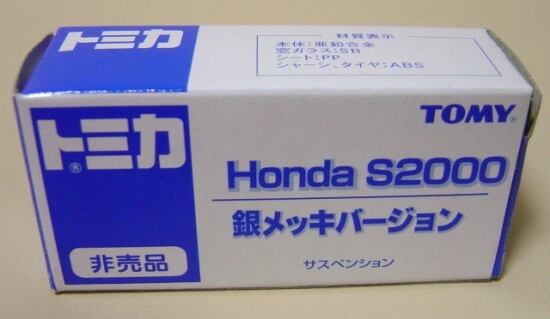 トミカ
材質表示
本体:亜鉛合金
窓ガラス:SB
シート:PP
シャーシ、タイヤ:ABS
トミカ®
TOMY®
Honda S2000
銀メッキバージョン
非売品
サスペンション